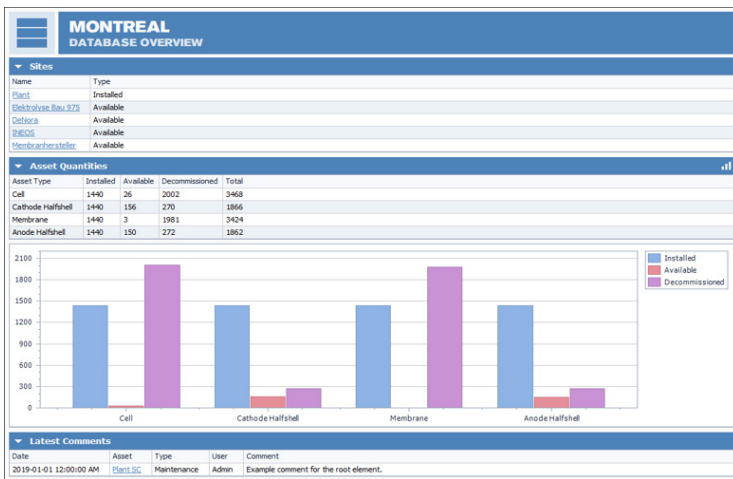 MONTREAL
DATABASE OVERVIEW
Sites
Name Type
Plant Installed
Elektrolyse Bau 975 Available
DeNora Available
INEOS Available
Membranhersteller Available
Asset Quantities
Asset Type Installed Available Decommissioned Total
Cell 1440 26 2002 3468
Cathode Halfshell 1440 156 270 1866
Membrane 1440 3 1981 3424
Anode Halfshell 1440 150 272 1862
2100
1800
1500
1200
900
600
300
0
Cell Cathode Halfshell Membrane Anode Halfshell
Installed
Available
Decommissioned
Latest Comments
Date Asset Type User Comment
2019-01-01 12:00:00 AM Plant SC Maintenance Admin Example comment for the root element.